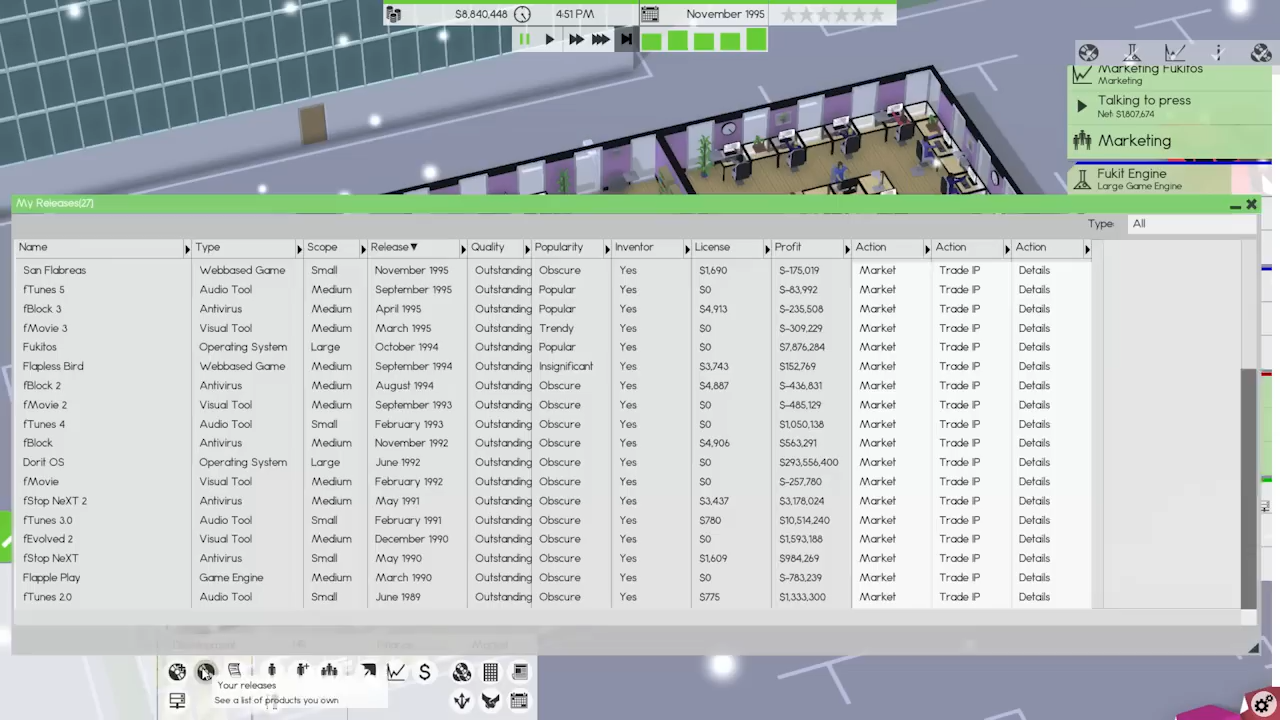 $8,840,448 4:51 PM November 1995
Marketing Fukitos
Marketing
Talking to press
Net: $1,807,674
Marketing
Fukit Engine
Large Game Engine
My Releases(27)
Type: All
Name Type Scope Release▼ Quality Popularity Inventor License Profit Action Action Action
San Flabreas Webbased Game Small November 1995 Outstanding Obscure Yes $1,690 $-175,019 Market Trade IP Details
fTunes 5 Audio Tool Medium September 1995 Outstanding Popular Yes $0 $-83,992 Market Trade IP Details
fBlock 3 Antivirus Medium April 1995 Outstanding Popular Yes $4,913 $-235,508 Market Trade IP Details
fMovie 3 Visual Tool Medium March 1995 Outstanding Trendy Yes $0 $-309,229 Market Trade IP Details
Fukitos Operating System Large October 1994 Outstanding Popular Yes $0 $7,876,284 Market Trade IP Details
Flapless Bird Webbased Game Medium September 1994 Outstanding Insignificant Yes $3,743 $152,769 Market Trade IP Details
fBlock 2 Antivirus Medium August 1994 Outstanding Obscure Yes $4,887 $-436,831 Market Trade IP Details
fMovie 2 Visual Tool Medium September 1993 Outstanding Obscure Yes $0 $-485,129 Market Trade IP Details
fTunes 4 Audio Tool Small February 1993 Outstanding Obscure Yes $0 $1,050,138 Market Trade IP Details
fBlock Antivirus Medium November 1992 Outstanding Obscure Yes $4,906 $563,291 Market Trade IP Details
Dorit OS Operating System Large June 1992 Outstanding Obscure Yes $0 $293,556,400 Market Trade IP Details
fMovie Visual Tool Medium February 1992 Outstanding Obscure Yes $0 $-257,780 Market Trade IP Details
fStop NeXT 2 Antivirus Medium May 1991 Outstanding Obscure Yes $3,437 $3,178,024 Market Trade IP Details
fTunes 3.0 Audio Tool Small February 1991 Outstanding Obscure Yes $780 $10,514,240 Market Trade IP Details
fEvolved 2 Visual Tool Medium December 1990 Outstanding Obscure Yes $0 $1,593,188 Market Trade IP Details
fStop NeXT Antivirus Small May 1990 Outstanding Obscure Yes $1,609 $984,269 Market Trade IP Details
Flapple Play Game Engine Medium March 1990 Outstanding Obscure Yes $0 $-783,239 Market Trade IP Details
fTunes 2.0 Audio Tool Small June 1989 Outstanding Obscure Yes $775 $1,333,300 Market Trade IP Details
Your releases
See a list of products you own